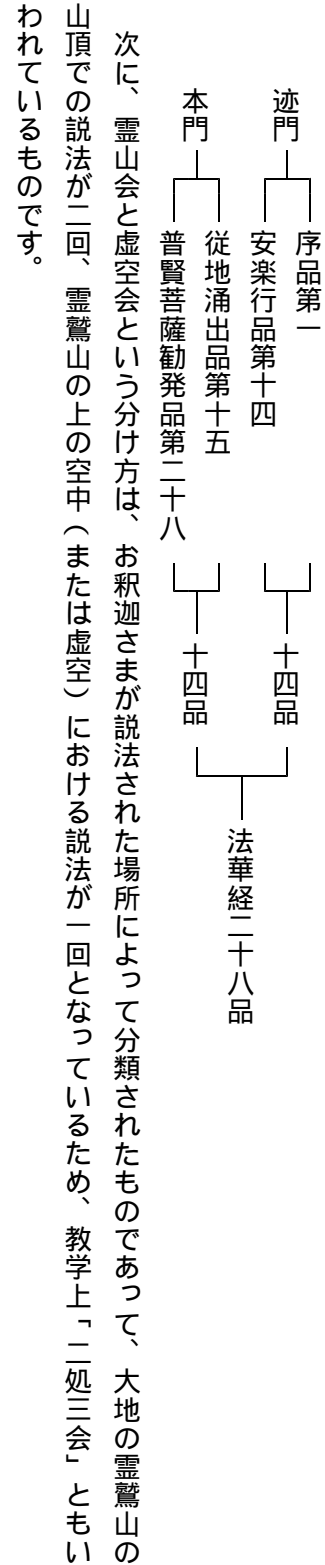 迹門
序品第一
安楽行品第十四
十四品
本門
従地涌出品第十五
普賢菩薩勧発品第二十八
十四品
法華経二十八品
次に、霊山会と虚空会という分け方は、お釈迦さまが説法された場所によって分類されたものであって、大地の霊鷲山の
山頂での説法が二回、霊鷲山の上の空中（または虚空）における説法が一回となっているため、教学上「二処三会」ともい
われているものです。